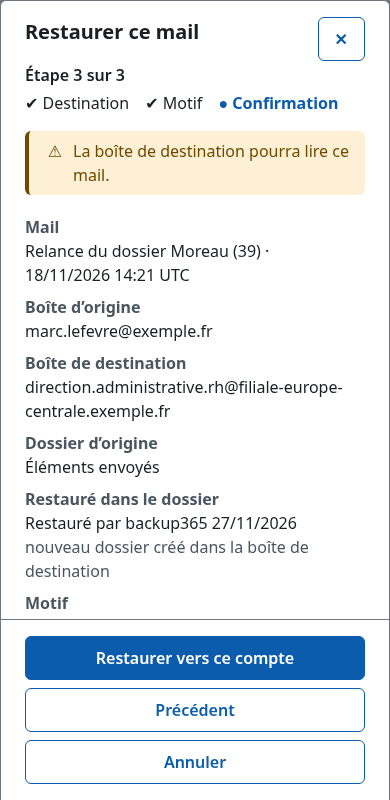 Restaurer ce mail
×
Étape 3 sur 3
✔ Destination ✔ Motif ● Confirmation
⚠ La boîte de destination pourra lire ce
mail.
Mail
Relance du dossier Moreau (39) ·
18/11/2026 14:21 UTC
Boîte d’origine
marc.lefevre@exemple.fr
Boîte de destination
direction.administrative.rh@filiale-europe-
centrale.exemple.fr
Dossier d’origine
Éléments envoyés
Restauré dans le dossier
Restauré par backup365 27/11/2026
nouveau dossier créé dans la boîte de
destination
Motif
Restaurer vers ce compte
Précédent
Annuler